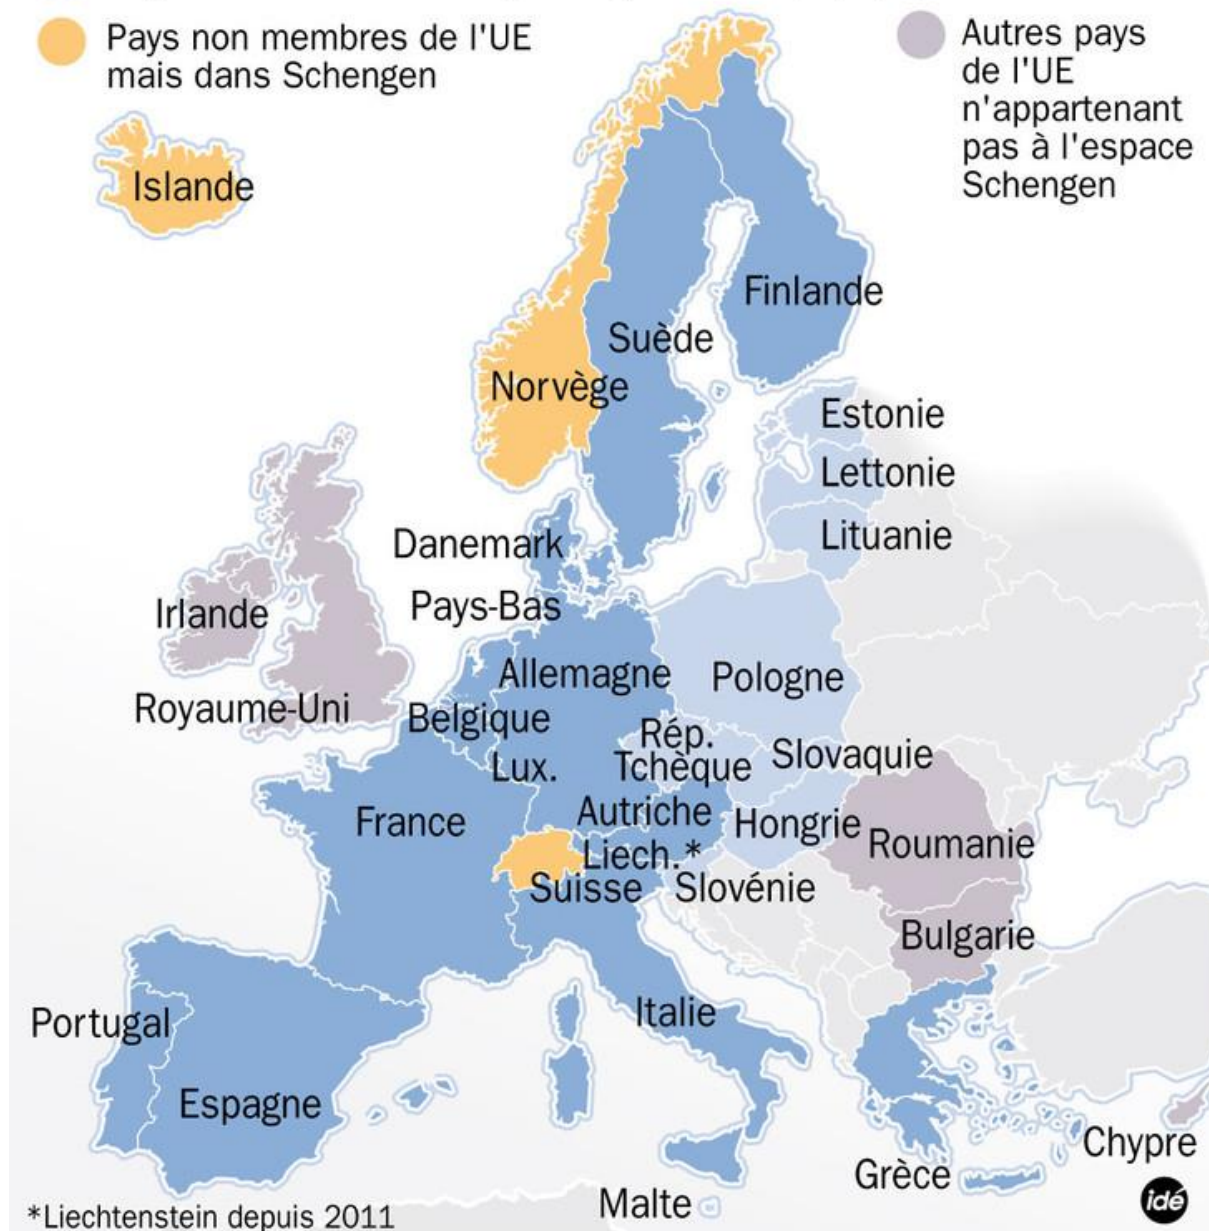 Pays non membres de l'UE
mais dans Schengen
Autres pays
de l'UE
n'appartenant
pas à l'espace
Schengen
Islande
Finlande
Suède
Norvège
Estonie
Lettonie
Lituanie
Danemark
Pays-Bas
Irlande
Allemagne
Pologne
Royaume-Uni
Belgique
Rép.
Tchèque
Slovaquie
Lux.
Autriche
France
Hongrie
Roumanie
Liech.*
Suisse
Slovénie
Bulgarie
Portugal
Italie
Espagne
Chypre
Grèce
Malte
idé
*Liechtenstein depuis 2011